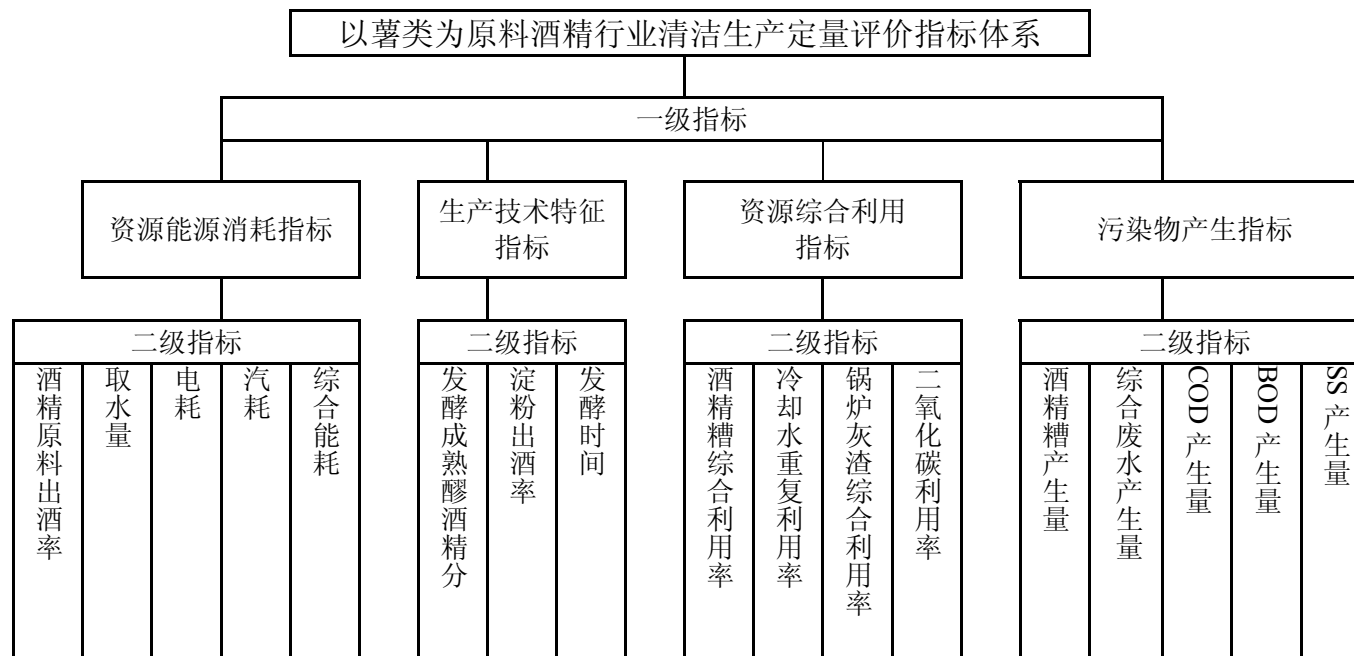 以薯类为原料酒精行业清洁生产定量评价指标体系
一级指标
资源能源消耗指标
生产技术特征
指标
资源综合利用
指标
污染物产生指标
二级指标
二级指标
二级指标
二级指标
酒精原料出酒率
取水量
电耗
汽耗
综合能耗
发酵成熟醪酒精分
淀粉出酒率
发酵时间
酒精糟综合利用率
冷却水重复利用率
锅炉灰渣综合利用率
二氧化碳利用率
酒精糟产生量
综合废水产生量
COD 产生量
BOD 产生量
SS 产生量